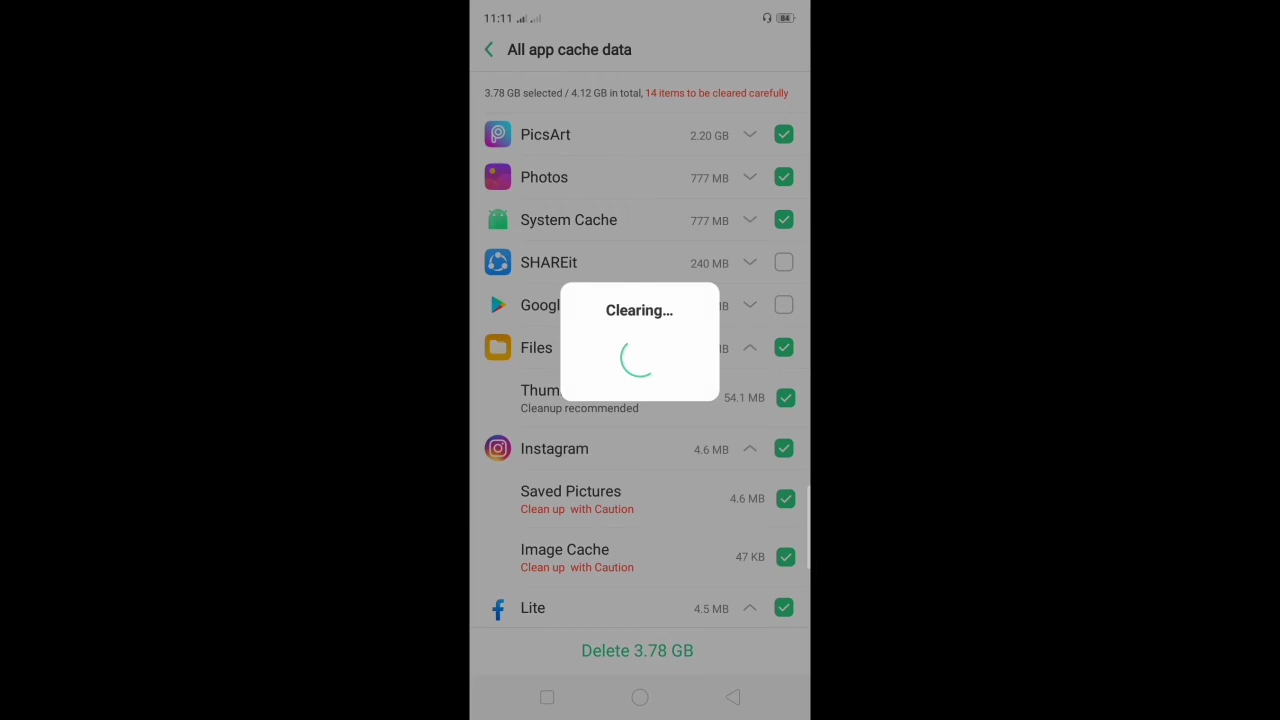 11:11 84
All app cache data
3.78 GB selected / 4.12 GB in total, 14 items to be cleared carefully
PicsArt 2.20 GB
Photos 777 MB
System Cache 777 MB
SHAREit 240 MB
Clearing...
Files
54.1 MB
Cleanup recommended
Instagram 4.6 MB
Saved Pictures 4.6 MB
Clean up with Caution
Image Cache 47 KB
Clean up with Caution
Lite 4.5 MB
Delete 3.78 GB